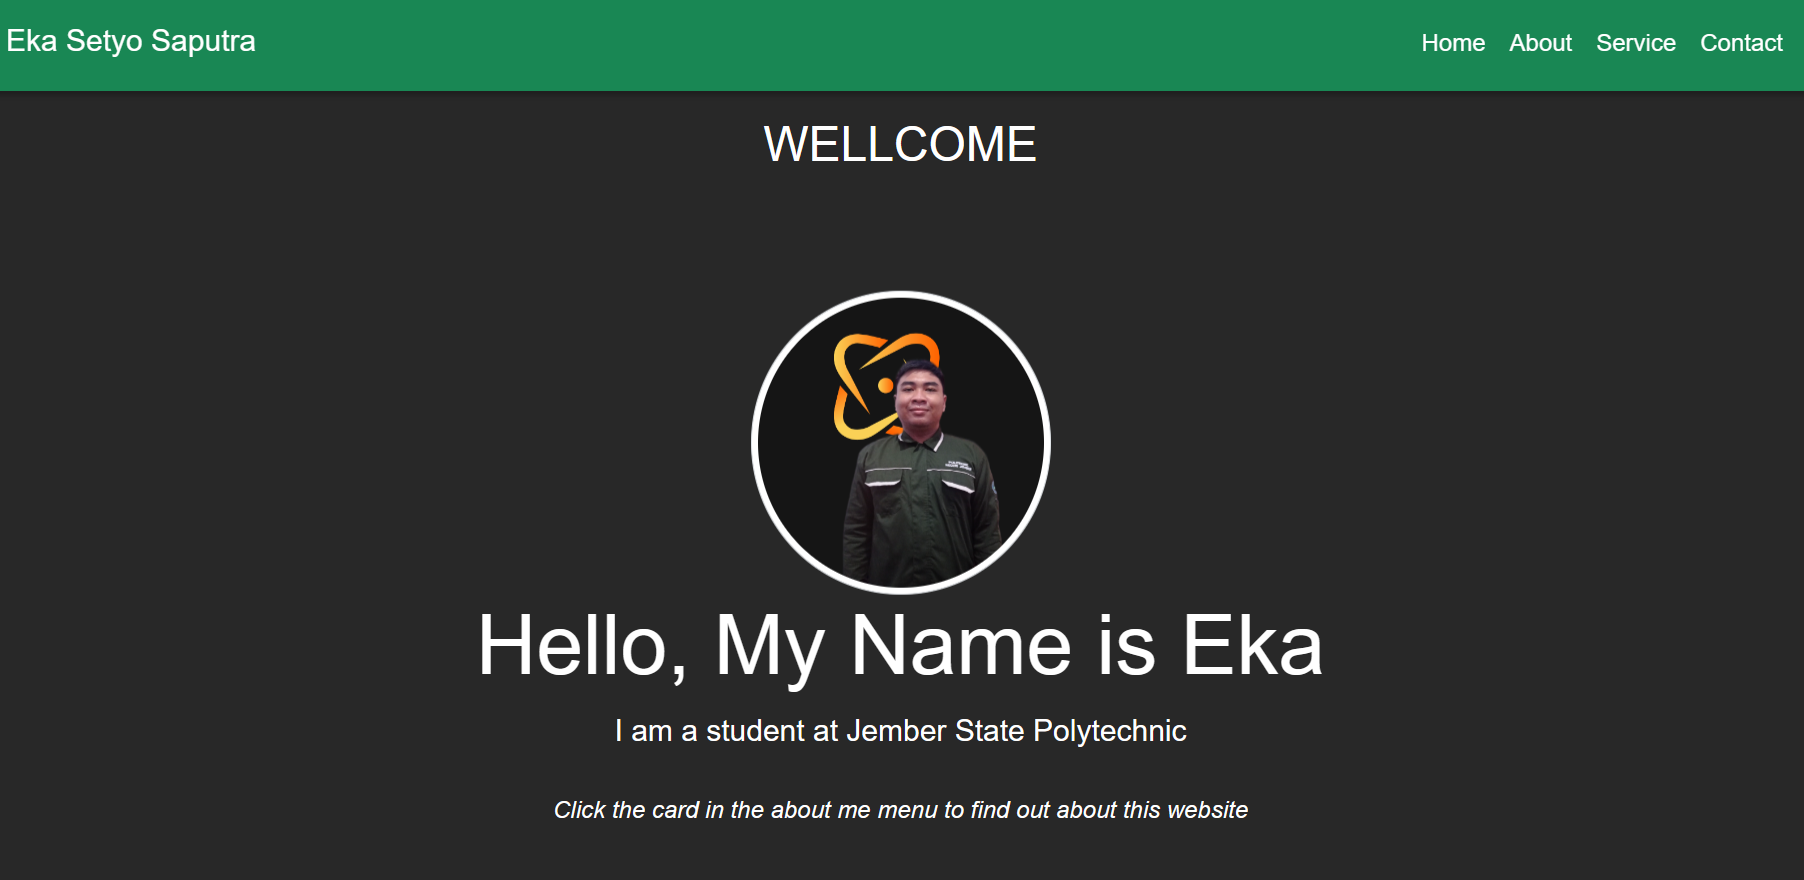 Eka Setyo Saputra
Home About Service Contact
WELLCOME
Hello, My Name is Eka
I am a student at Jember State Polytechnic
Click the card in the about me menu to find out about this website